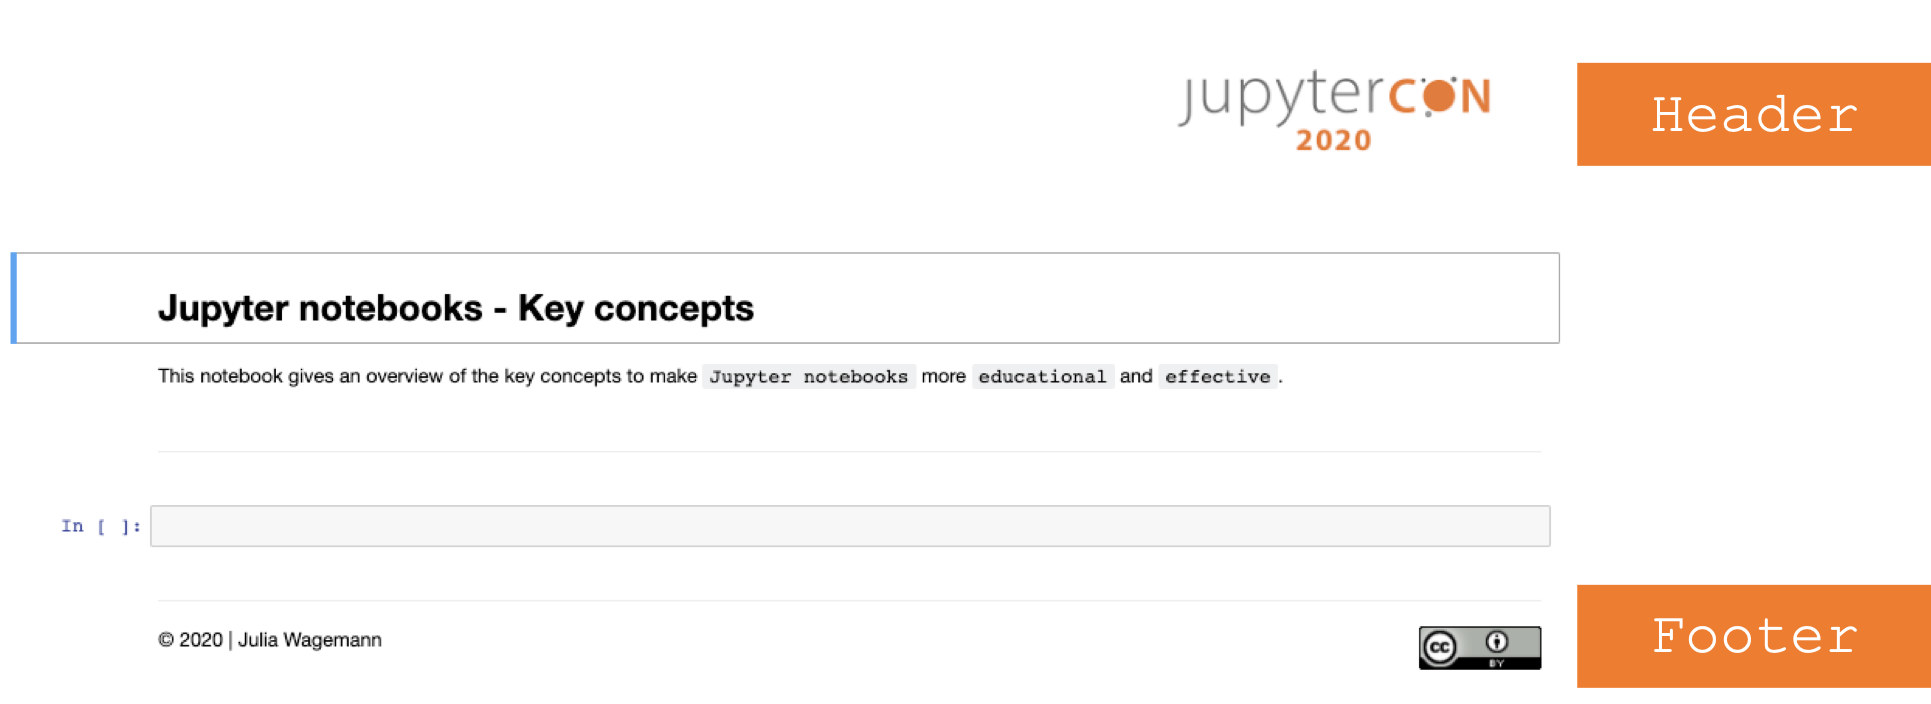 jupyterCON
2020
Header
Jupyter notebooks - Key concepts
This notebook gives an overview of the key concepts to make Jupyter notebooks more educational and effective.
In [ ]:
© 2020 | Julia Wagemann
cc
BY
Footer